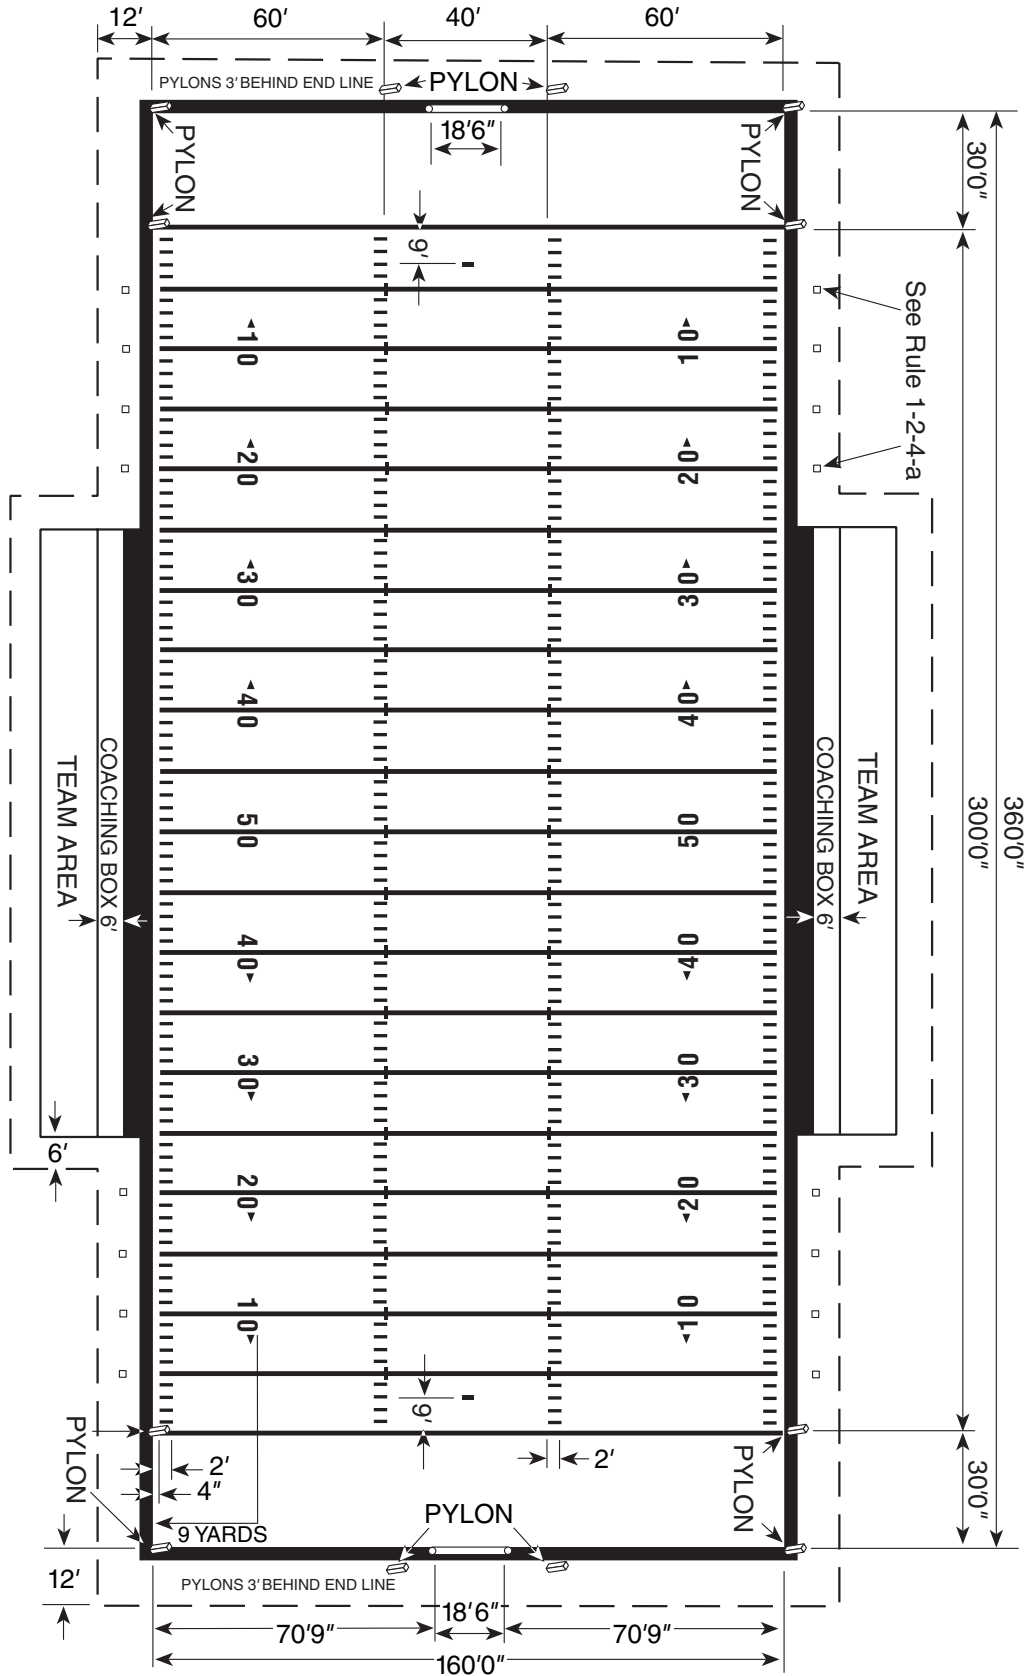 12′
60′
40′
60′
PYLONS 3′ BEHIND END LINE
PYLON
18′6″
PYLON
PYLON
30′0″
9′
See Rule 1-2-4-a
10
10
20
20
30
30
40
40
50
50
40
40
30
30
20
20
10
10
TEAM AREA
COACHING BOX 6′
COACHING BOX 6′
TEAM AREA
300′0″
360′0″
6′
9′
PYLON
2′
4″
2′
9 YARDS
PYLON
PYLON
30′0″
12′
PYLONS 3′ BEHIND END LINE
18′6″
70′9″
70′9″
160′0″